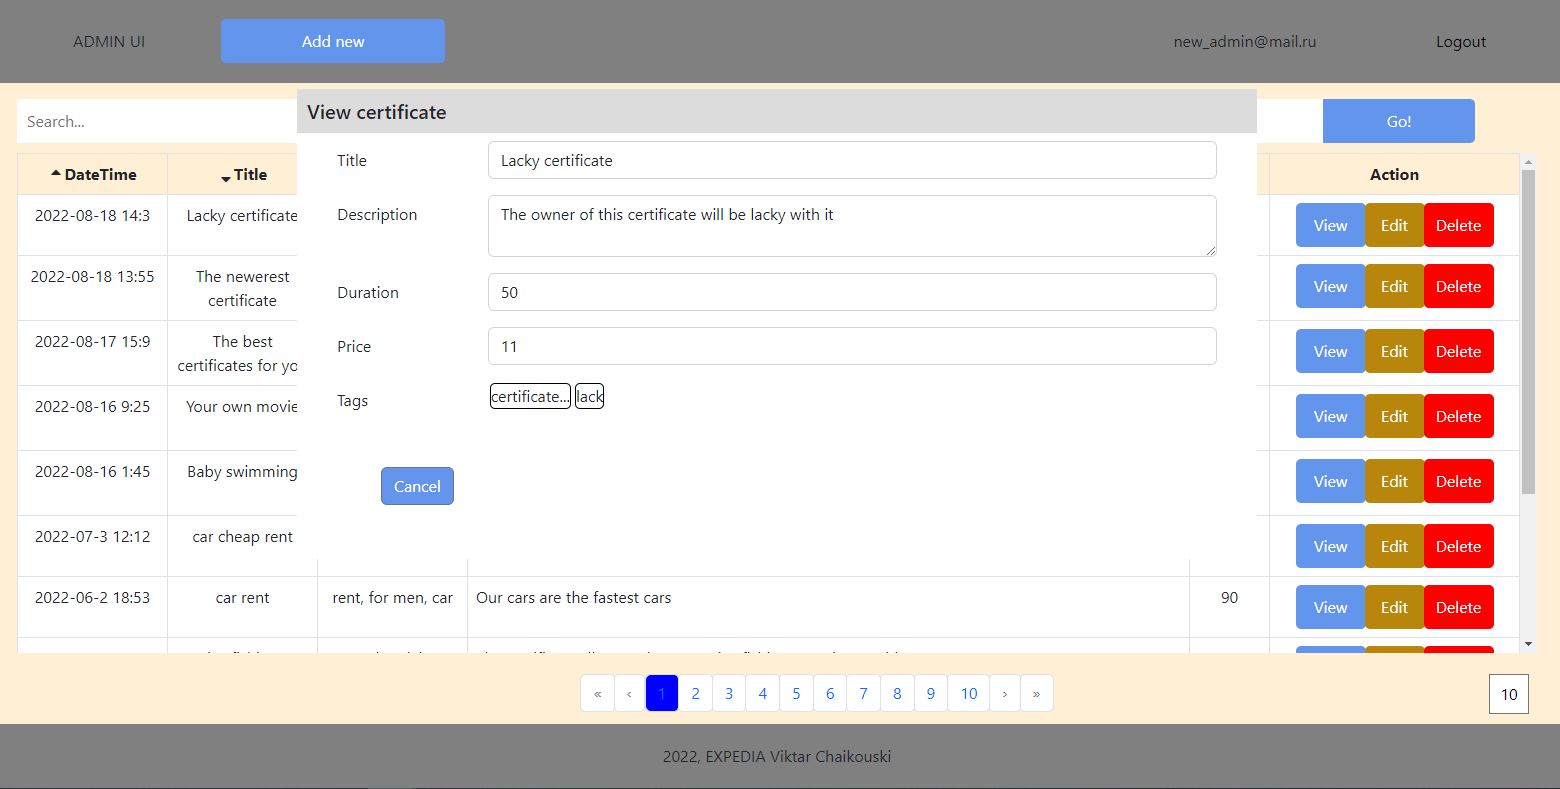 ADMIN UI Add new new_admin@mail.ru Logout
Search... Go!
View certificate
Title Lacky certificate
Description The owner of this certificate will be lacky with it
Duration 50
Price 11
Tags certificate... lack
Cancel
DateTime Title Action
2022-08-18 14:3 Lacky certificate View Edit Delete
2022-08-18 13:55 The newerest View Edit Delete
certificate
2022-08-17 15:9 The best View Edit Delete
certificates for yo
2022-08-16 9:25 Your own movie View Edit Delete
2022-08-16 1:45 Baby swimming View Edit Delete
2022-07-3 12:12 car cheap rent View Edit Delete
2022-06-2 18:53 car rent rent, for men, car Our cars are the fastest cars 90 View Edit Delete
« ‹ 1 2 3 4 5 6 7 8 9 10 › » 10
2022, EXPEDIA Viktar Chaikouski